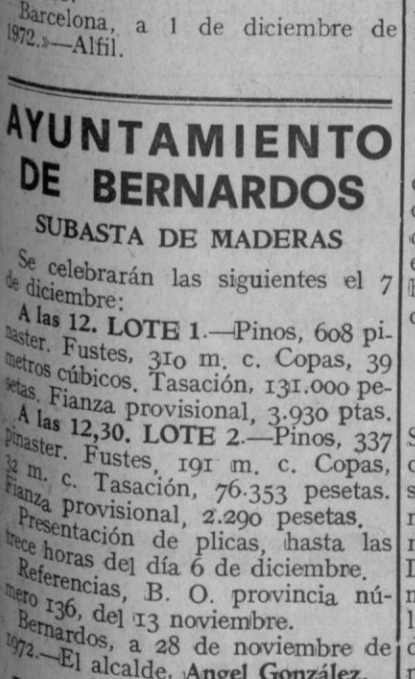 Barcelona, a 1 de diciembre de
1972.»—Alfil.
AYUNTAMIENTO
DE BERNARDOS
SUBASTA DE MADERAS
Se celebrarán las siguientes el 7
de diciembre:
A las 12. LOTE 1.—Pinos, 608 pi-
naster. Fustes, 310 m. c. Copas, 39
metros cúbicos. Tasación, 131.000 pe-
setas. Fianza provisional, 3.930 ptas.
A las 12,30. LOTE 2.—Pinos, 337
pinaster. Fustes, 191 m. c. Copas,
32 m. c. Tasación, 76.353 pesetas.
Fianza provisional, 2.290 pesetas.
Presentación de plicas, hasta las
trece horas del día 6 de diciembre.
Referencias, B. O. provincia nú-
mero 136, del 13 noviembre.
Bernardos, a 28 de noviembre de
1972.—El alcalde, Angel González.